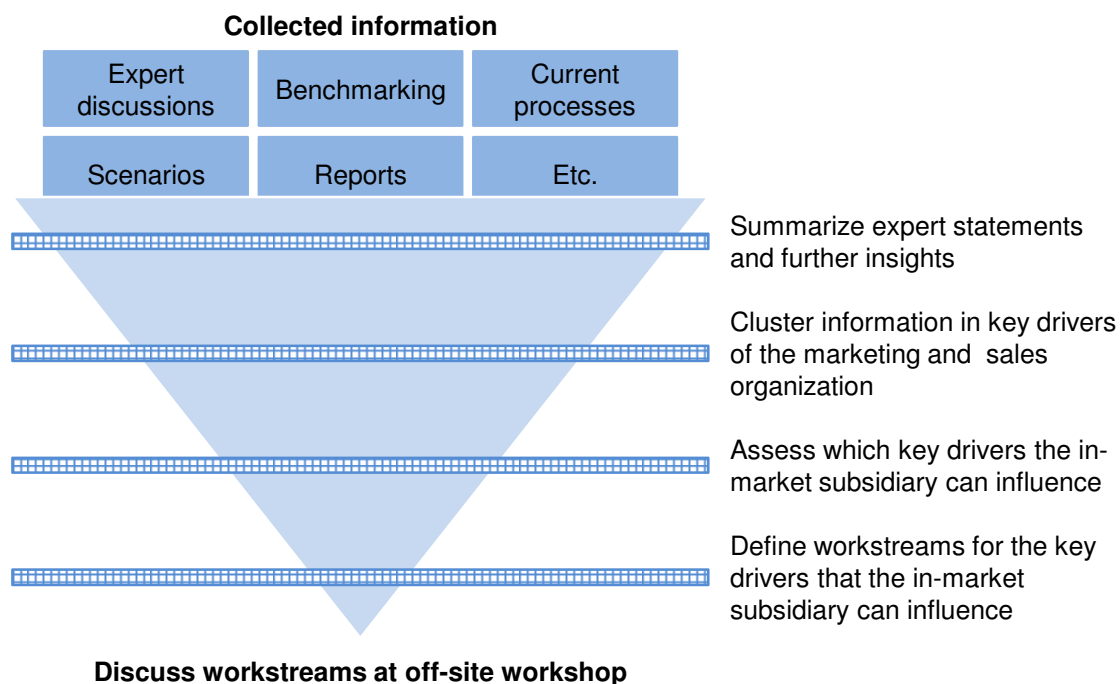 Collected information
Expert
discussions
Benchmarking
Current
processes
Scenarios
Reports
Etc.
Summarize expert statements
and further insights
Cluster information in key drivers
of the marketing and  sales
organization
Assess which key drivers the in-
market subsidiary can influence
Define workstreams for the key
drivers that the in-market
subsidiary can influence
Discuss workstreams at off-site workshop